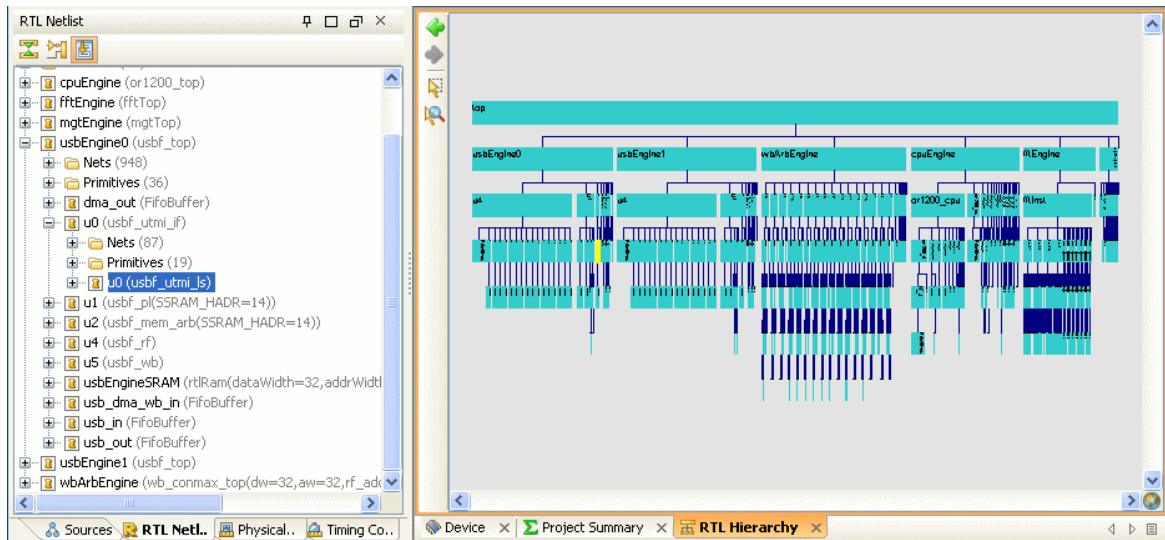 RTL Netlist
cpuEngine (or1200_top)
fftEngine (fftTop)
mgtEngine (mgtTop)
usbEngine0 (usbf_top)
Nets (948)
Primitives (36)
dma_out (FifoBuffer)
u0 (usbf_utmi_if)
Nets (87)
Primitives (19)
u0 (usbf_utmi_ls)
u1 (usbf_pl(SSRAM_HADR=14))
u2 (usbf_mem_arb(SSRAM_HADR=14))
u4 (usbf_rf)
u5 (usbf_wb)
usbEngineSRAM (rtlRam(dataWidth=32,addrWidt
usb_dma_wb_in (FifoBuffer)
usb_in (FifoBuffer)
usb_out (FifoBuffer)
usbEngine1 (usbf_top)
wbArbEngine (wb_conmax_top(dw=32,aw=32,rf_add
Sources RTL Netl.. Physical.. Timing Co..
top
usbEngine0 usbEngine1 wbArbEngine cpuEngine fftEngine
u4 u4 or1200_cpu fftInst
Device Project Summary RTL Hierarchy